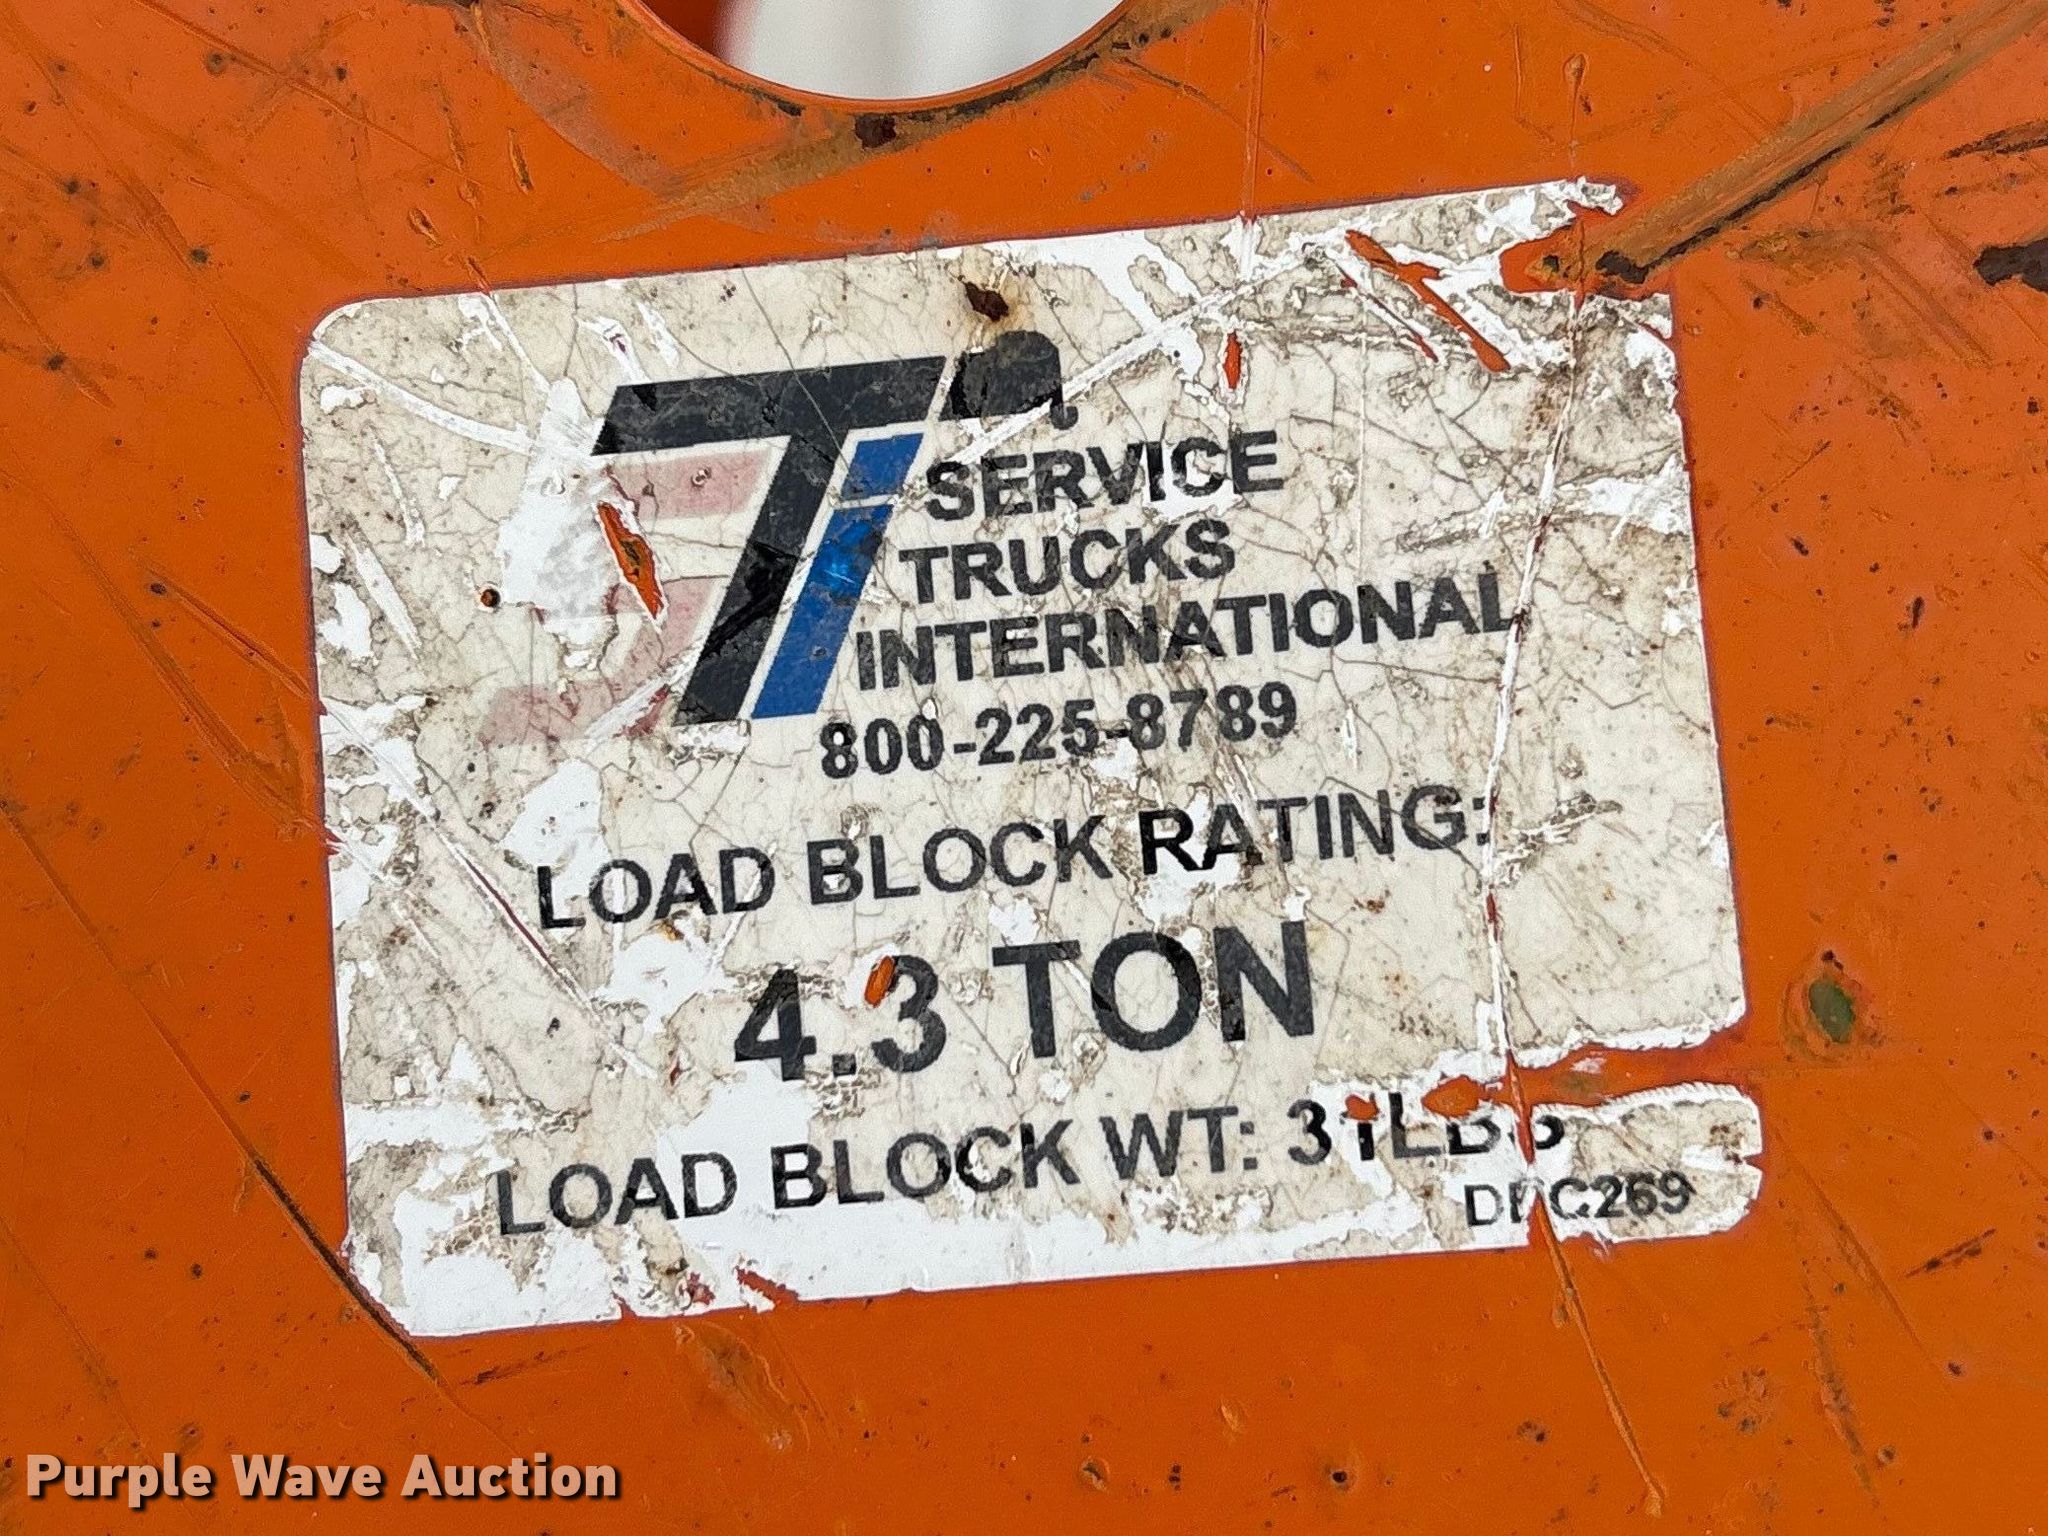 STi
SERVICE
TRUCKS
INTERNATIONAL
800-225-8789
LOAD BLOCK RATING:
4.3 TON
LOAD BLOCK WT: 31LBS
Purple Wave Auction